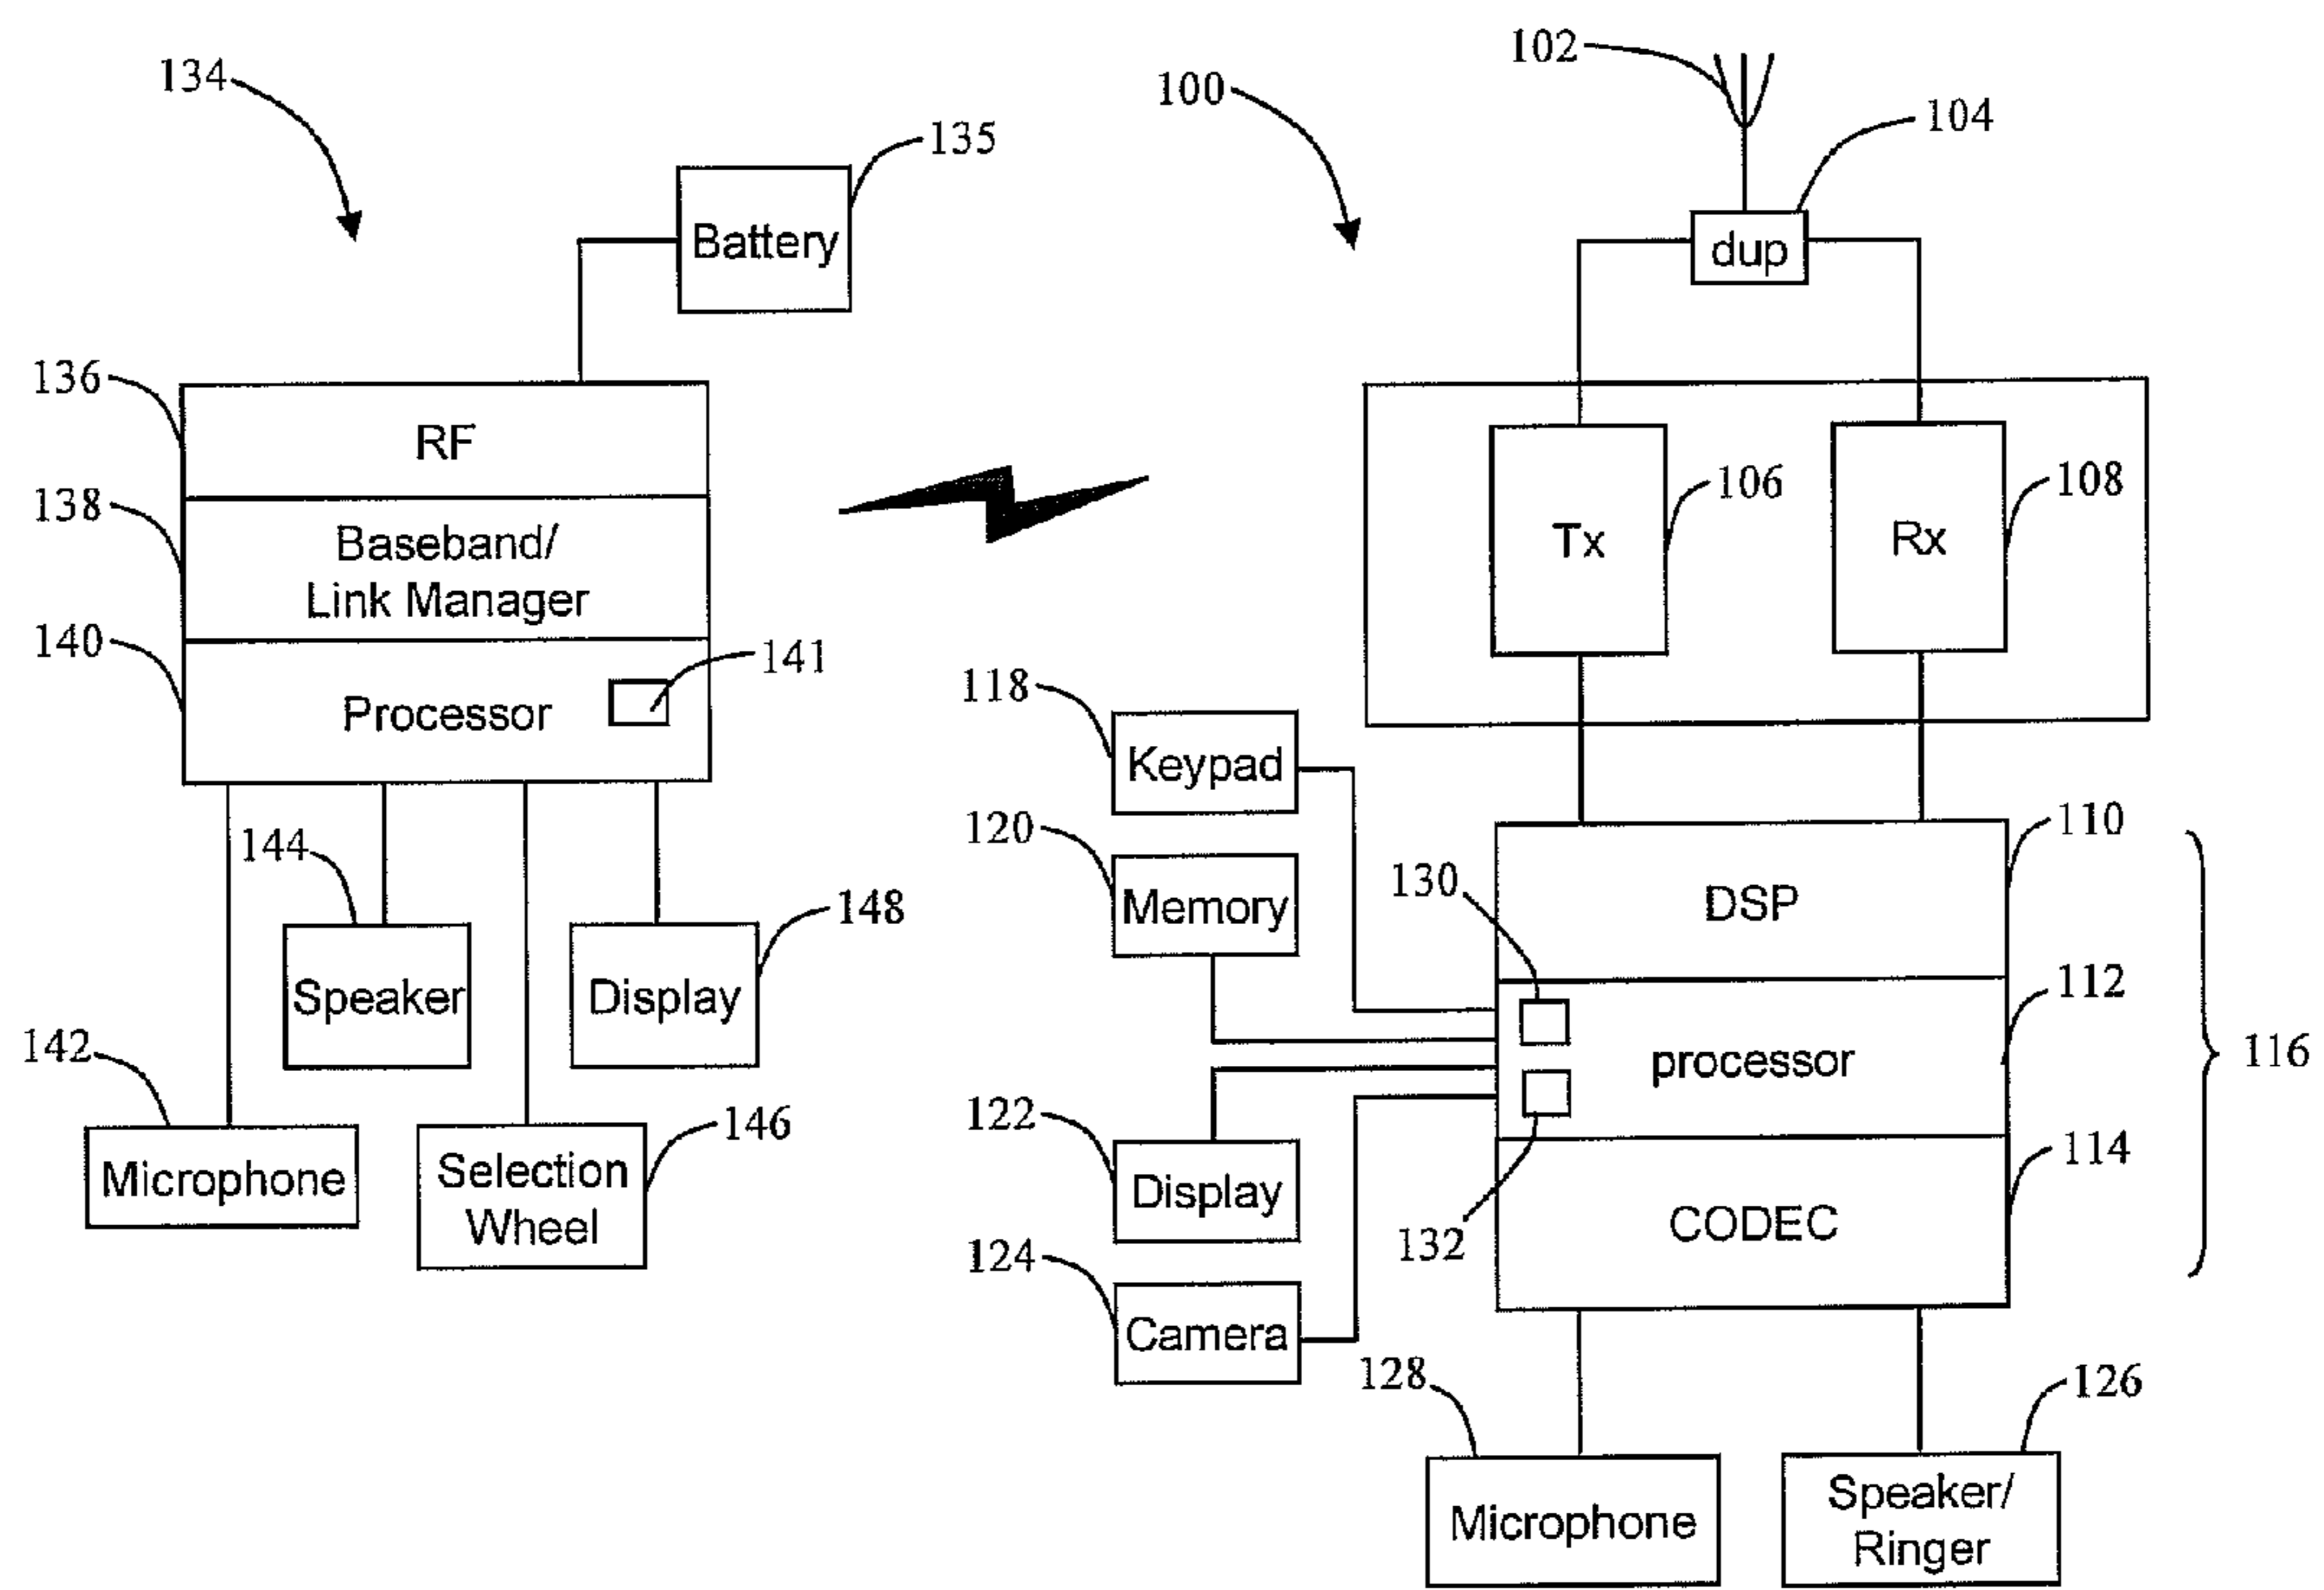 134
135
Battery
136
RF
138
Baseband/
Link Manager
140
Processor
141
144
Speaker
148
Display
142
Microphone
146
Selection
Wheel
100
102
104
dup
106
Tx
108
Rx
118
Keypad
120
Memory
122
Display
124
Camera
130
132
110
DSP
112
processor
114
CODEC
116
128
Microphone
126
Speaker/
Ringer